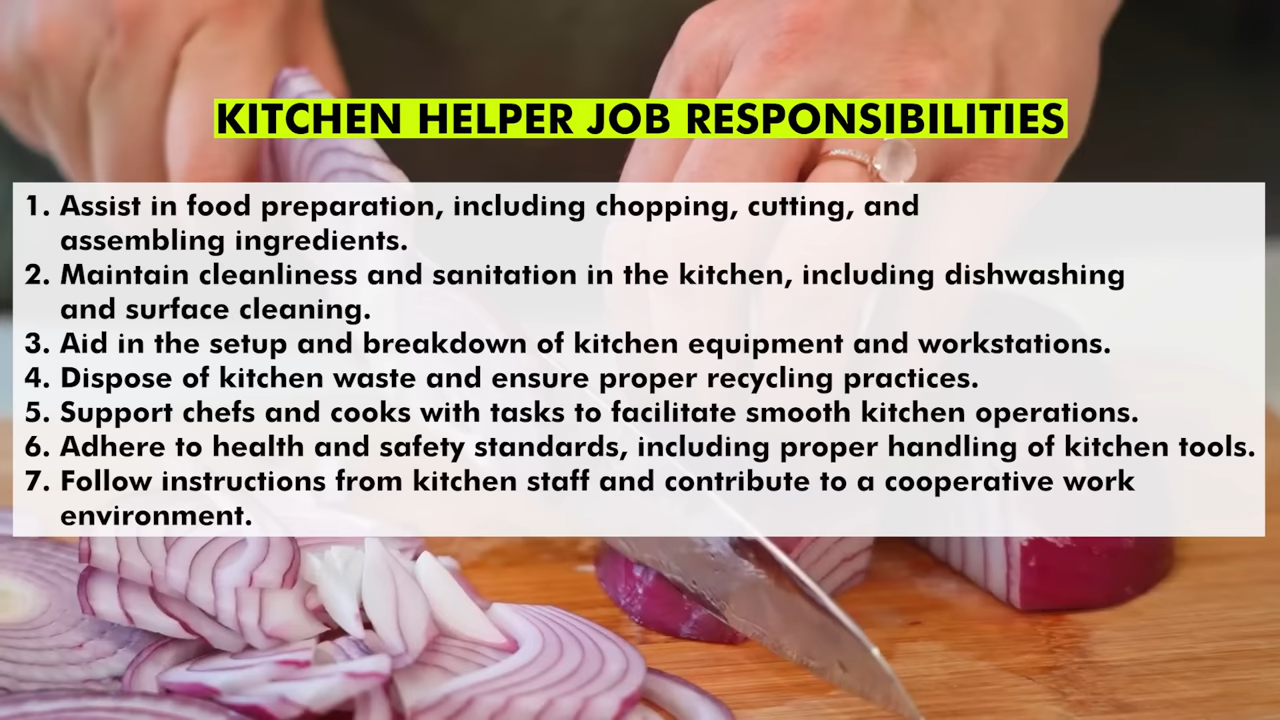 KITCHEN HELPER JOB RESPONSIBILITIES
1. Assist in food preparation, including chopping, cutting, and
assembling ingredients.
2. Maintain cleanliness and sanitation in the kitchen, including dishwashing
and surface cleaning.
3. Aid in the setup and breakdown of kitchen equipment and workstations.
4. Dispose of kitchen waste and ensure proper recycling practices.
5. Support chefs and cooks with tasks to facilitate smooth kitchen operations.
6. Adhere to health and safety standards, including proper handling of kitchen tools.
7. Follow instructions from kitchen staff and contribute to a cooperative work
environment.